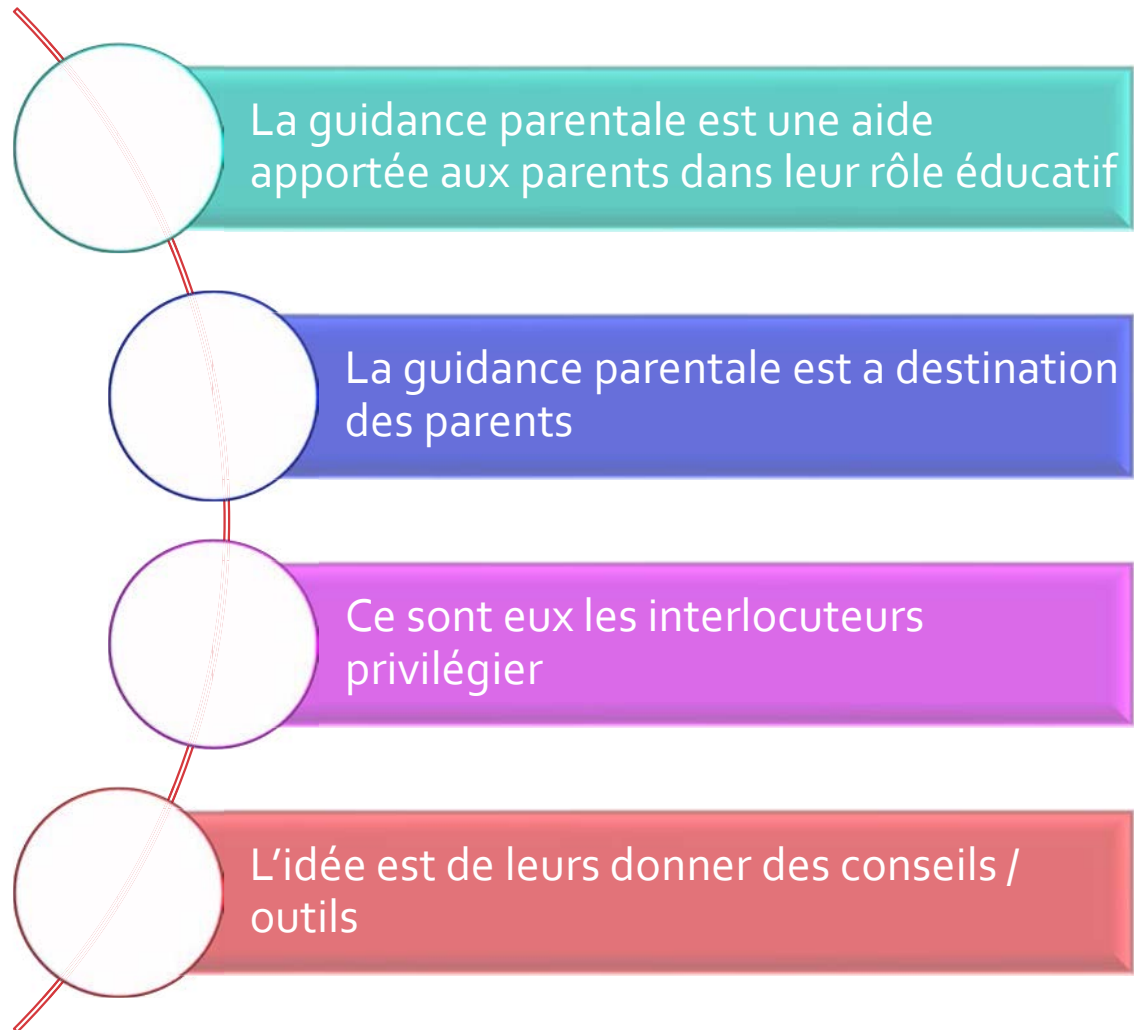 La guidance parentale est une aide
apportée aux parents dans leur rôle éducatif
La guidance parentale est a destination
des parents
Ce sont eux les interlocuteurs
privilégier
L’idée est de leurs donner des conseils /
outils